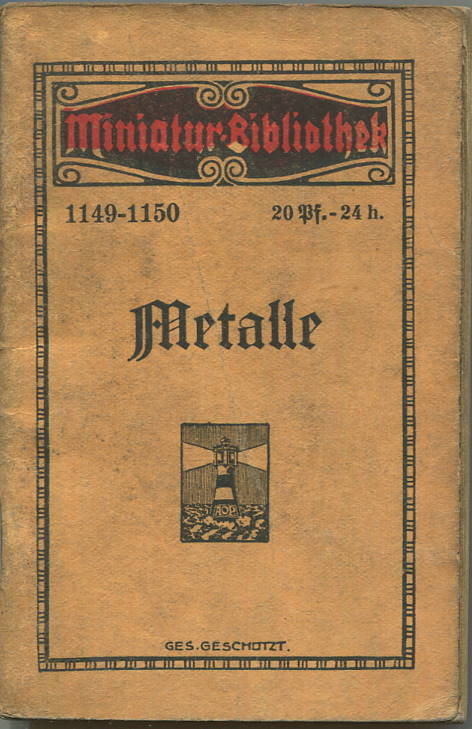 Miniatur-Bibliothek
1149-1150
20 Pf.-24 h.
Metalle
AOP
GES.GESCHÜTZT.